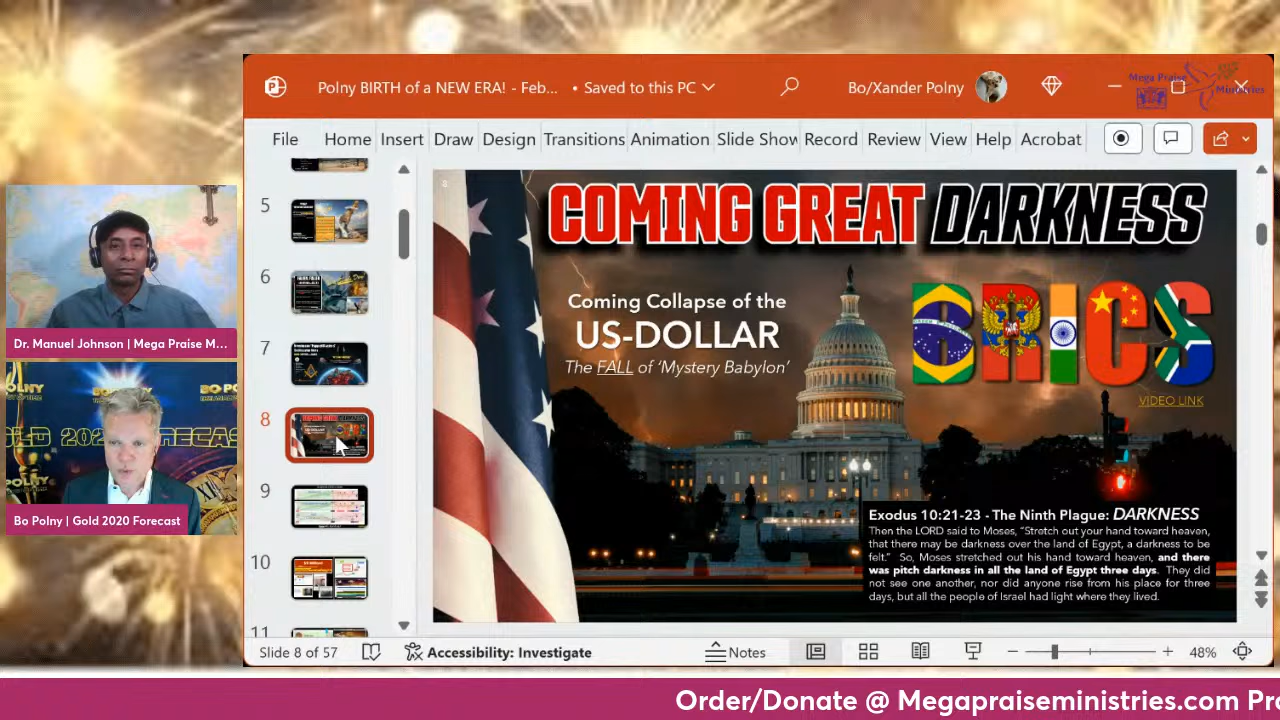 Polny BIRTH of a NEW ERA! - Feb... • Saved to this PC
Bo/Xander Polny
Mega Praise
Ministries
File Home Insert Draw Design Transitions Animation Slide Show Record Review View Help Acrobat
5
6
7
8
9
10
11
COMING GREAT DARKNESS
Coming Collapse of the
US-DOLLAR
The FALL of ‘Mystery Babylon’
BRICS
VIDEO LINK
Exodus 10:21-23 - The Ninth Plague: DARKNESS
Then the LORD said to Moses, “Stretch out your hand toward heaven,
that there may be darkness over the land of Egypt, a darkness to be
felt.” So, Moses stretched out his hand toward heaven, and there
was pitch darkness in all the land of Egypt three days. They did
not see one another, nor did anyone rise from his place for three
days, but all the people of Israel had light where they lived.
Dr. Manuel Johnson | Mega Praise M...
Bo Polny | Gold 2020 Forecast
Slide 8 of 57
Accessibility: Investigate
Notes
48%
Order/Donate @ Megapraiseministries.com Pr